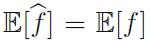 𝔼[f̂] = 𝔼[f]